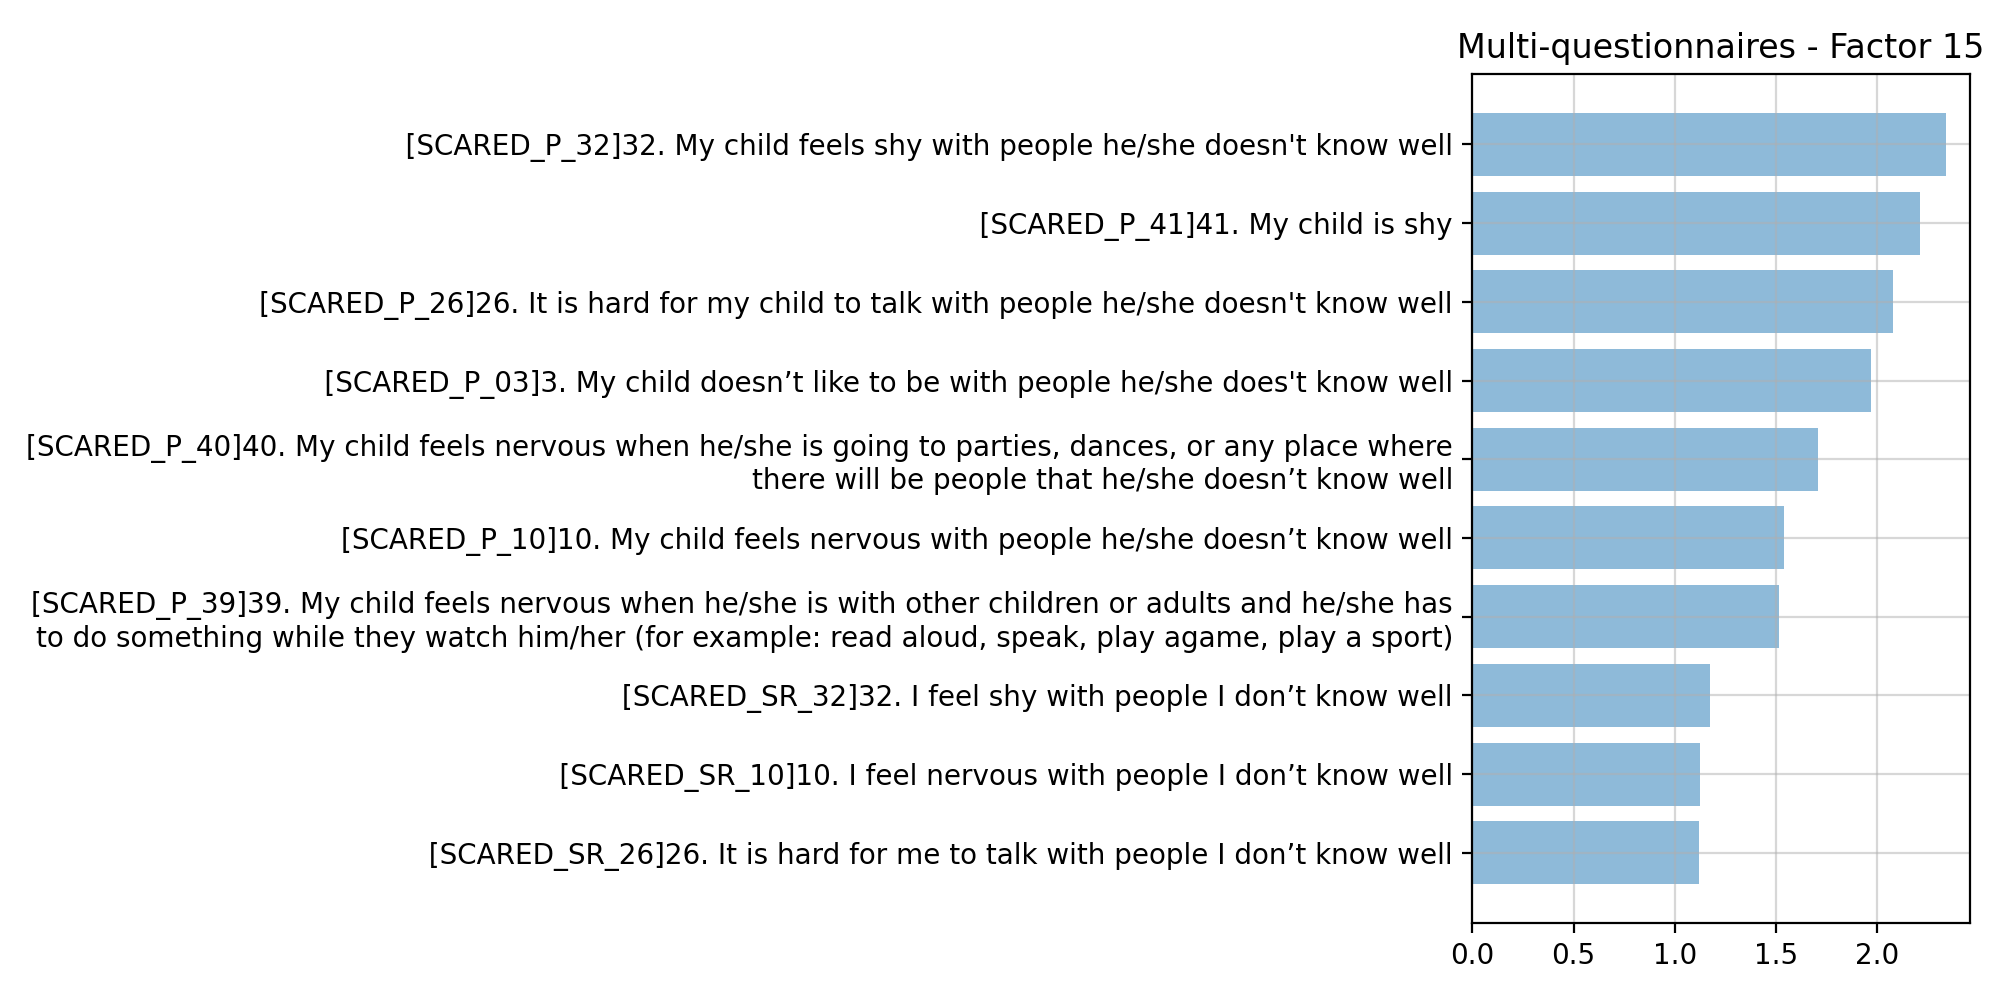 Multi-questionnaires - Factor 15
[SCARED_P_32]32. My child feels shy with people he/she doesn't know well
[SCARED_P_41]41. My child is shy
[SCARED_P_26]26. It is hard for my child to talk with people he/she doesn't know well
[SCARED_P_03]3. My child doesn’t like to be with people he/she does't know well
[SCARED_P_40]40. My child feels nervous when he/she is going to parties, dances, or any place where
there will be people that he/she doesn’t know well
[SCARED_P_10]10. My child feels nervous with people he/she doesn’t know well
[SCARED_P_39]39. My child feels nervous when he/she is with other children or adults and he/she has
to do something while they watch him/her (for example: read aloud, speak, play agame, play a sport)
[SCARED_SR_32]32. I feel shy with people I don’t know well
[SCARED_SR_10]10. I feel nervous with people I don’t know well
[SCARED_SR_26]26. It is hard for me to talk with people I don’t know well
0.0 0.5 1.0 1.5 2.0